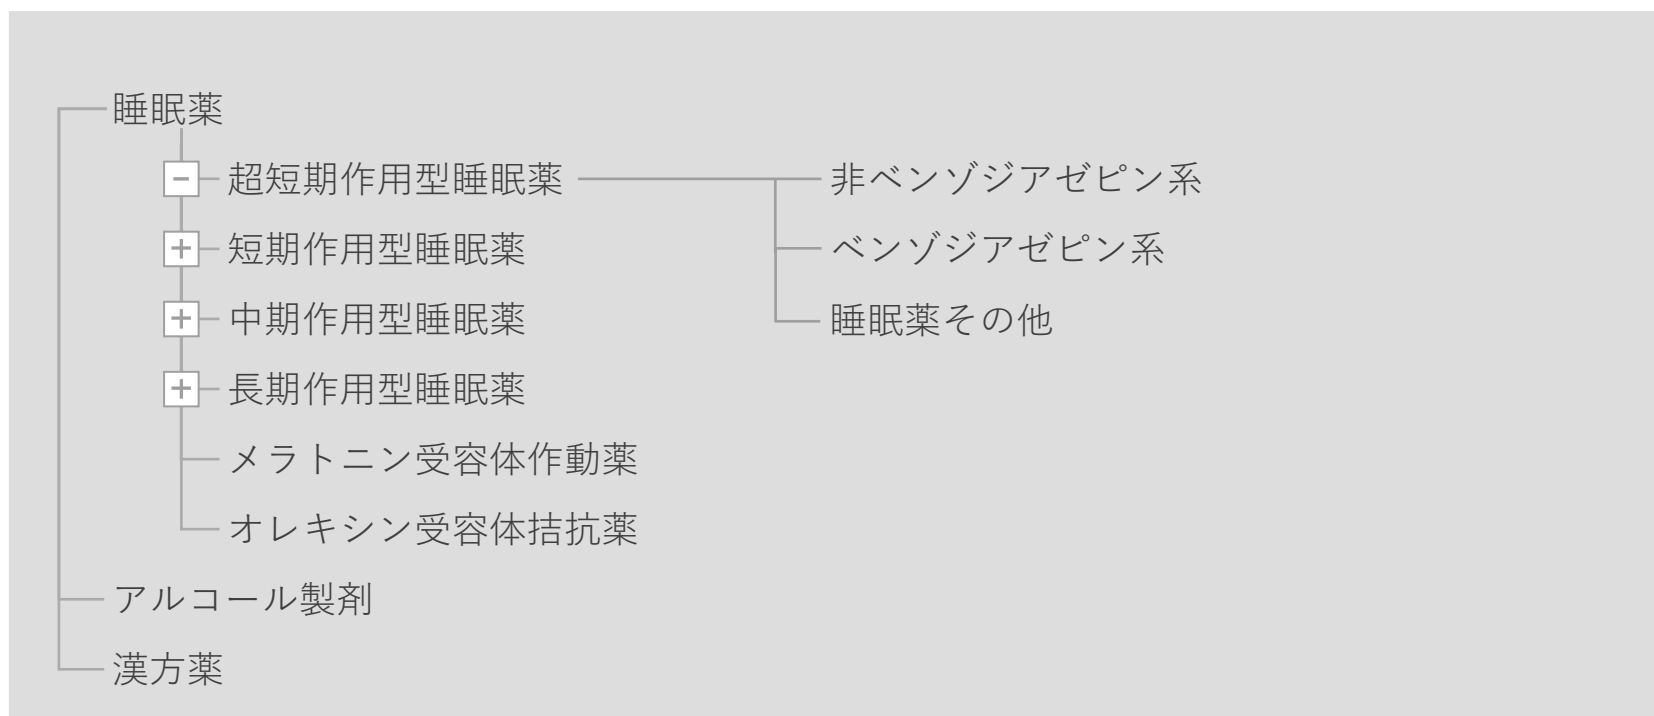 睡眠薬
超短期作用型睡眠薬
非ベンゾジアゼピン系
短期作用型睡眠薬
ベンゾジアゼピン系
中期作用型睡眠薬
睡眠薬その他
長期作用型睡眠薬
メラトニン受容体作動薬
オレキシン受容体拮抗薬
アルコール製剤
漢方薬